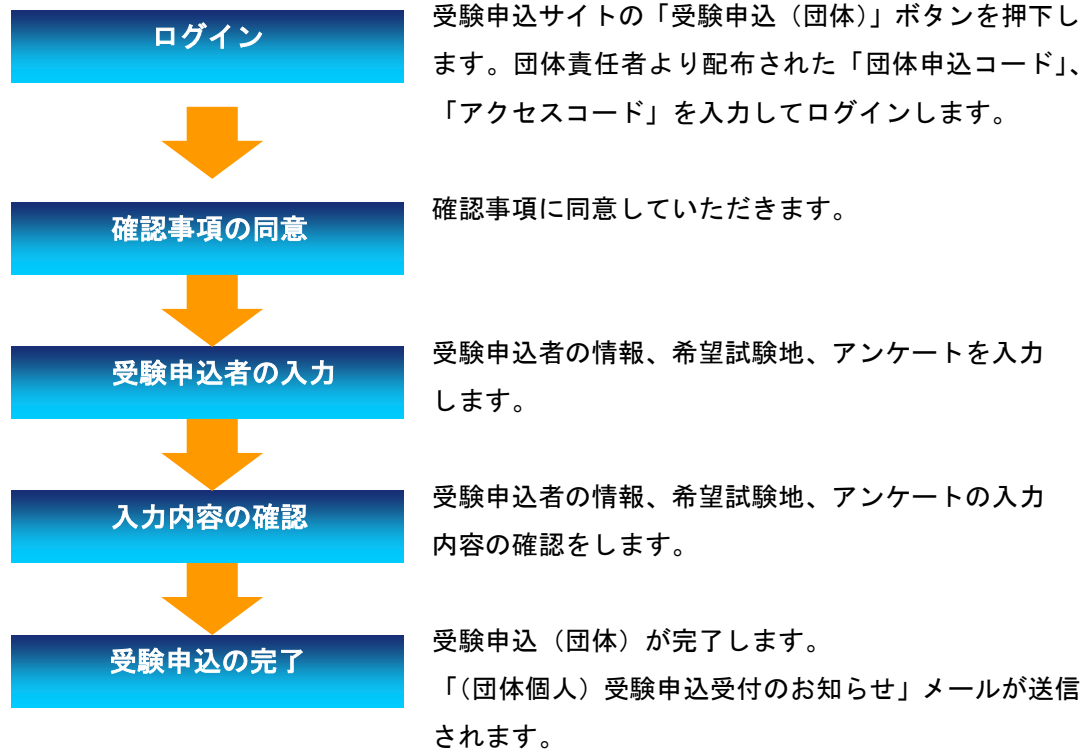 ログイン
受験申込サイトの「受験申込（団体）」ボタンを押下し
ます。団体責任者より配布された「団体申込コード」、
「アクセスコード」を入力してログインします。
確認事項の同意
確認事項に同意していただきます。
受験申込者の入力
受験申込者の情報、希望試験地、アンケートを入力
します。
入力内容の確認
受験申込者の情報、希望試験地、アンケートの入力
内容の確認をします。
受験申込の完了
受験申込（団体）が完了します。
「（団体個人）受験申込受付のお知らせ」メールが送信
されます。